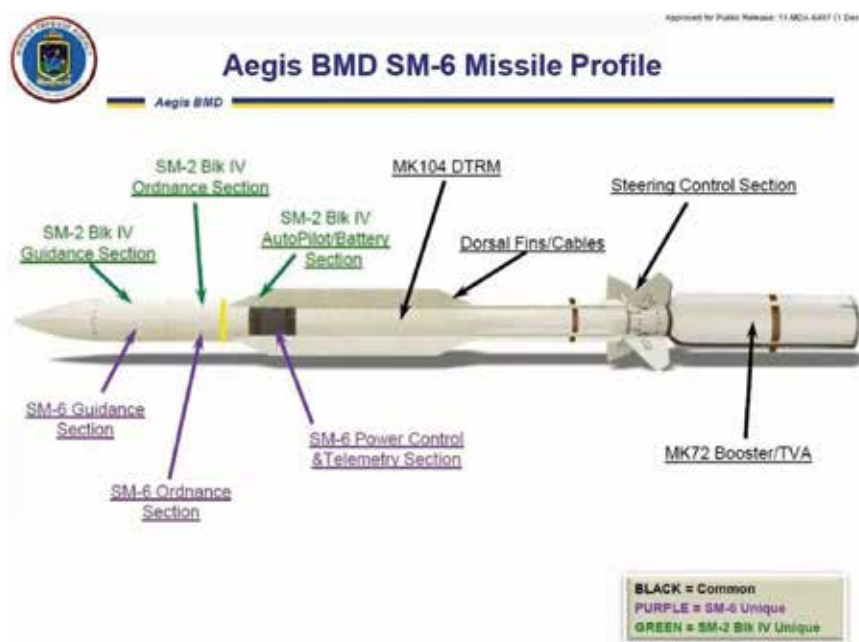 Approved for Public Release: 11-MDA-6497 (1 Dec
Aegis BMD SM-6 Missile Profile
Aegis BMD
SM-2 Blk IV
Ordnance Section
MK104 DTRM
Steering Control Section
SM-2 Blk IV
Guidance Section
SM-2 Blk IV
AutoPilot/Battery
Section
Dorsal Fins/Cables
SM-6 Guidance
Section
SM-6 Ordnance
Section
SM-6 Power Control
&Telemetry Section
MK72 Booster/TVA
BLACK = Common
PURPLE = SM-6 Unique
GREEN = SM-2 Blk IV Unique